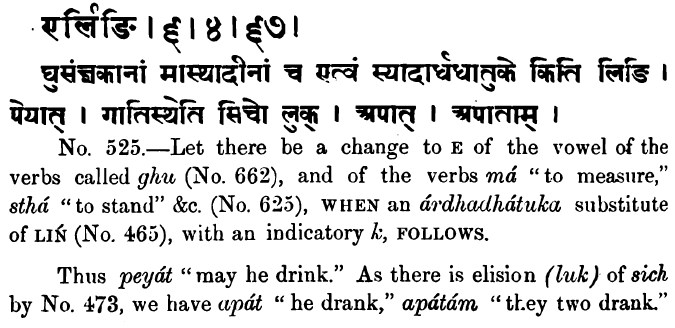 एर्लिङि । ६ । ४ । ६७ ।
घुसंज्ञकानां मास्थादीनां च एत्वं स्यादार्धधातुके किति लिङि ।
पेयात् । गातिस्थेति सिचो लुक् । अपात् । अपाताम् ।
No. 525.—Let there be a change to E of the vowel of the
verbs called ghu (No. 662), and of the verbs má "to measure,"
sthá "to stand" &c. (No. 625), WHEN an árdhadhátuka substitute
of LIŃ (No. 465), with an indicatory k, FOLLOWS.
Thus peyát "may he drink." As there is elision (luk) of sich
by No. 473, we have apát "he drank," apátám "they two drank."